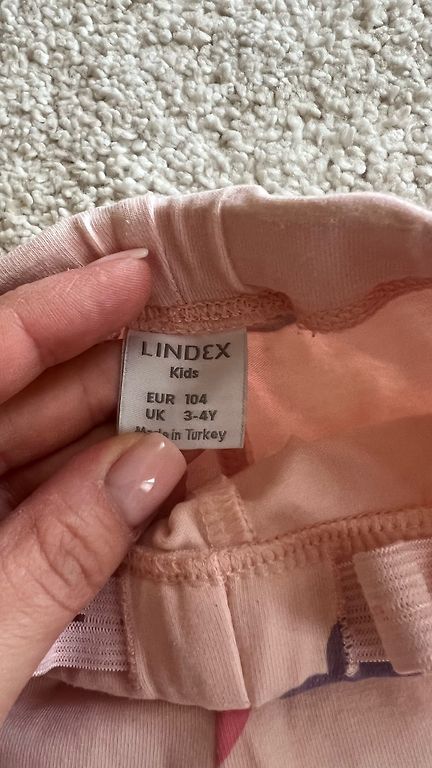 LINDEX
Kids
EUR 104
UK 3-4Y
Made in Turkey